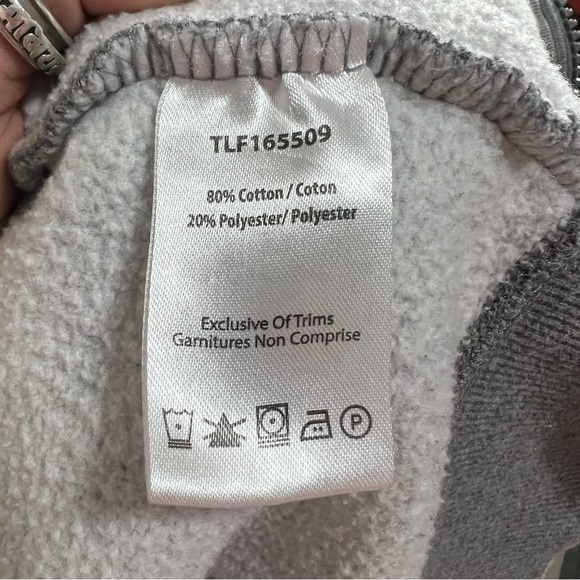 TLF165509
80% Cotton / Coton
20% Polyester/ Polyester
Exclusive Of Trims
Garnitures Non Comprise
P